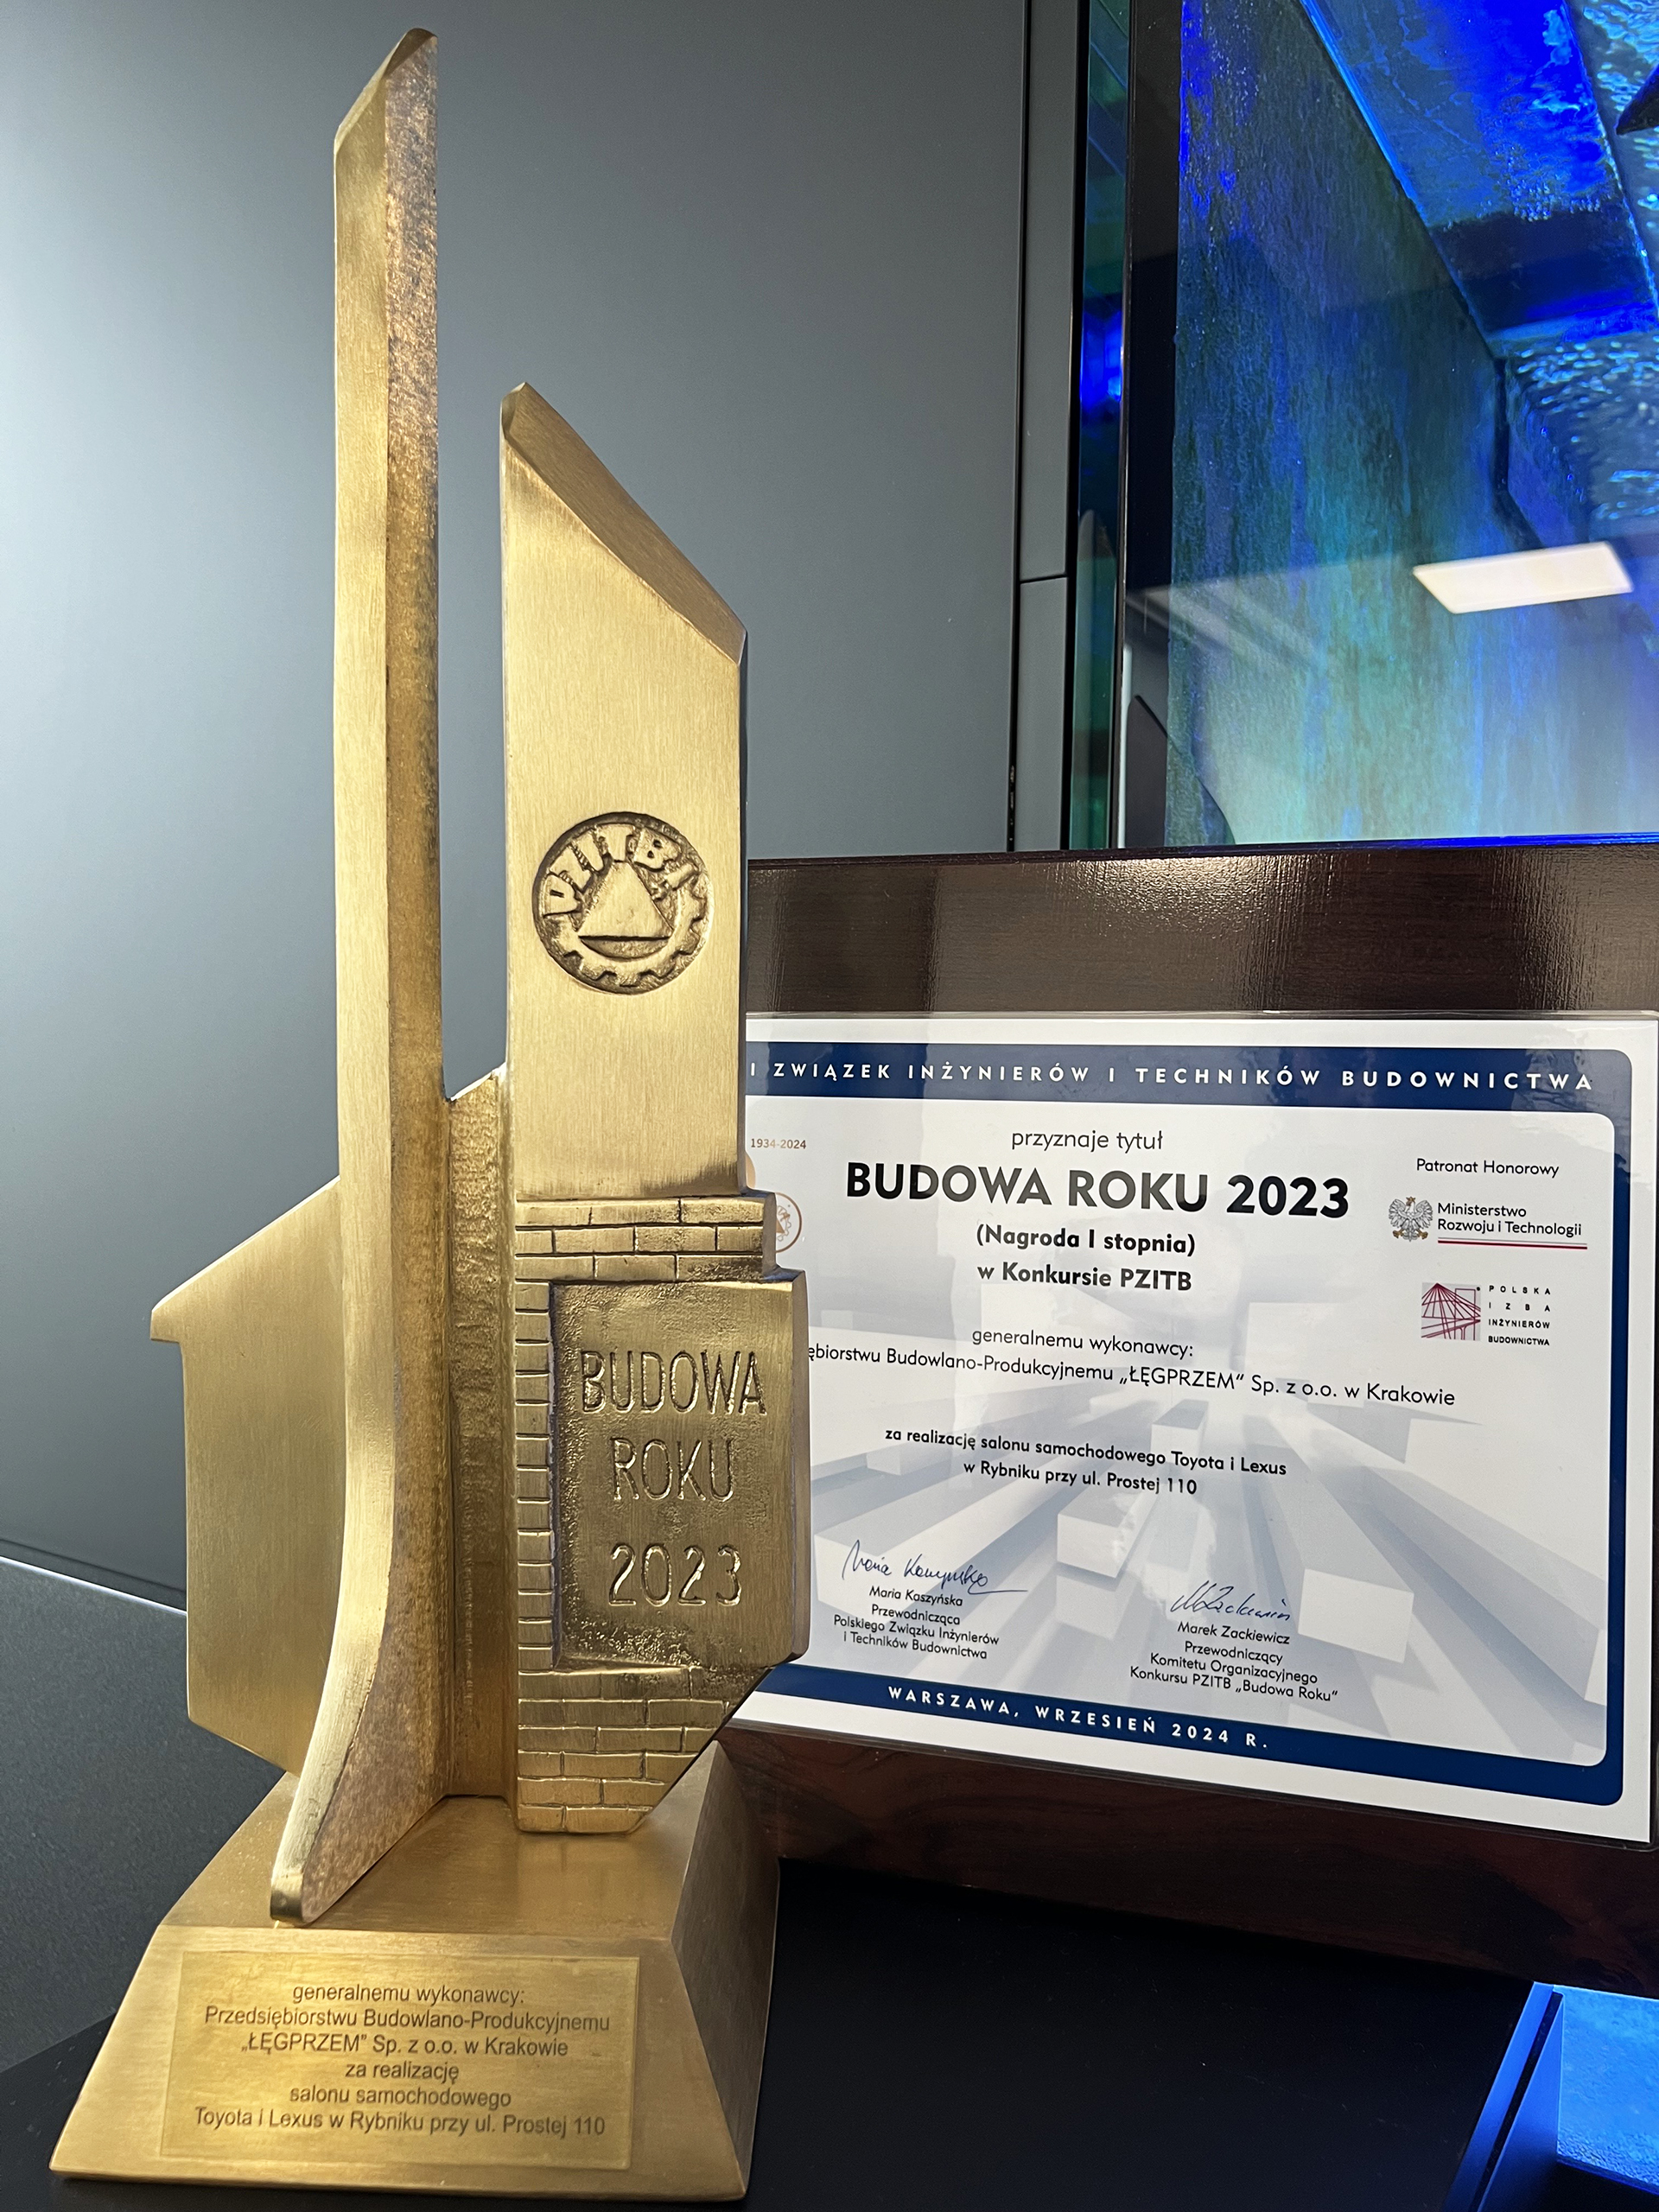 PZITB
BUDOWA
ROKU
2023
generalnemu wykonawcy:
Przedsiębiorstwu Budowlano-Produkcyjnemu
„ŁĘGPRZEM" Sp. z o.o. w Krakowie
za realizację
salonu samochodowego
Toyota i Lexus w Rybniku przy ul. Prostej 110
I ZWIĄZEK INŻYNIERÓW I TECHNIKÓW BUDOWNICTWA
1934-2024
przyznaje tytuł
BUDOWA ROKU 2023
(Nagroda I stopnia)
w Konkursie PZITB
Patronat Honorowy
Ministerstwo
Rozwoju i Technologii
POLSKA
IZBA
INŻYNIERÓW
BUDOWNICTWA
generalnemu wykonawcy:
ębiorstwu Budowlano-Produkcyjnemu „ŁĘGPRZEM" Sp. z o.o. w Krakowie
za realizację salonu samochodowego Toyota i Lexus
w Rybniku przy ul. Prostej 110
Maria Kaszyńska
Przewodnicząca
Polskiego Związku Inżynierów
i Techników Budownictwa
Marek Zackiewicz
Przewodniczący
Komitetu Organizacyjnego
Konkursu PZITB „Budowa Roku"
WARSZAWA, WRZESIEŃ 2024 R.